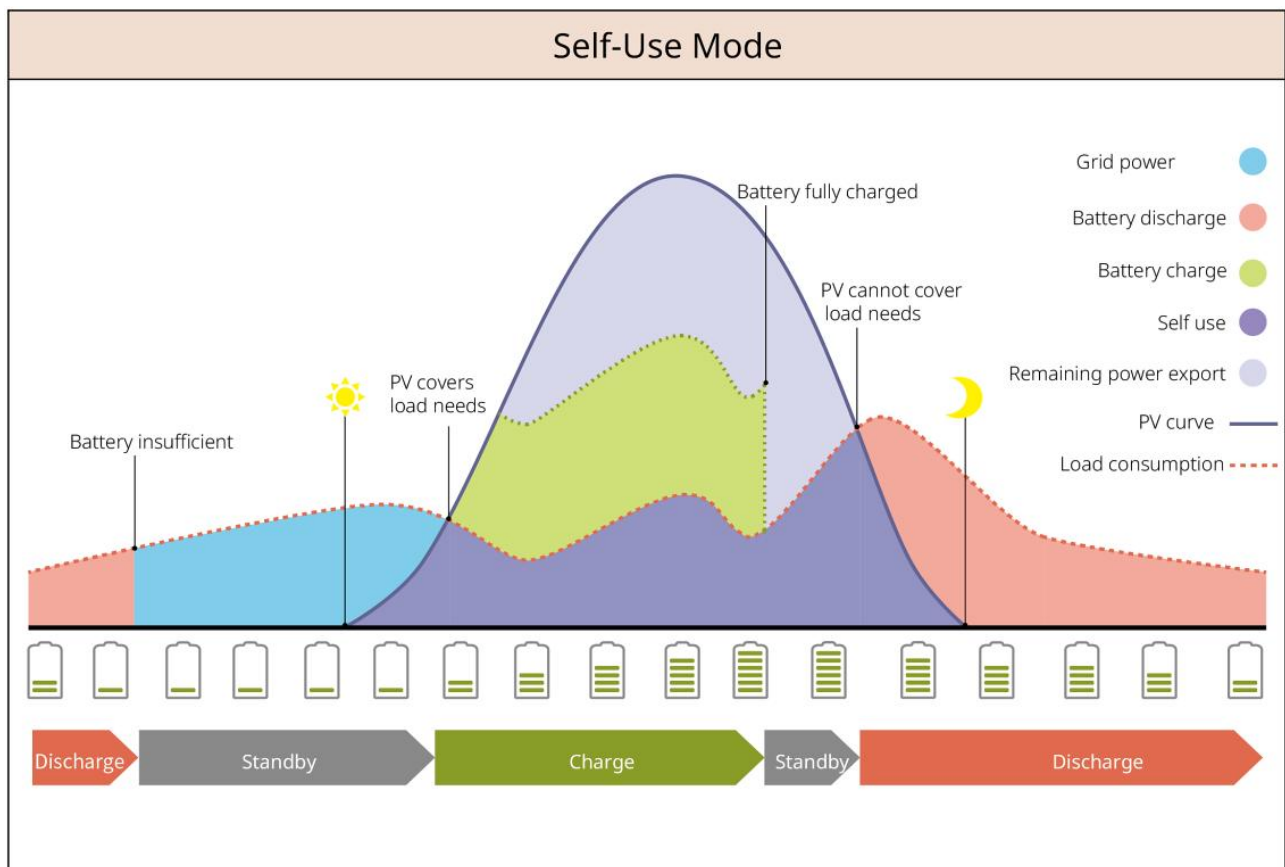 Self-Use Mode
Grid power
Battery discharge
Battery charge
Self use
Remaining power export
PV curve
Load consumption
Battery fully charged
PV cannot cover
load needs
PV covers
load needs
Battery insufficient
Discharge
Standby
Charge
Standby
Discharge